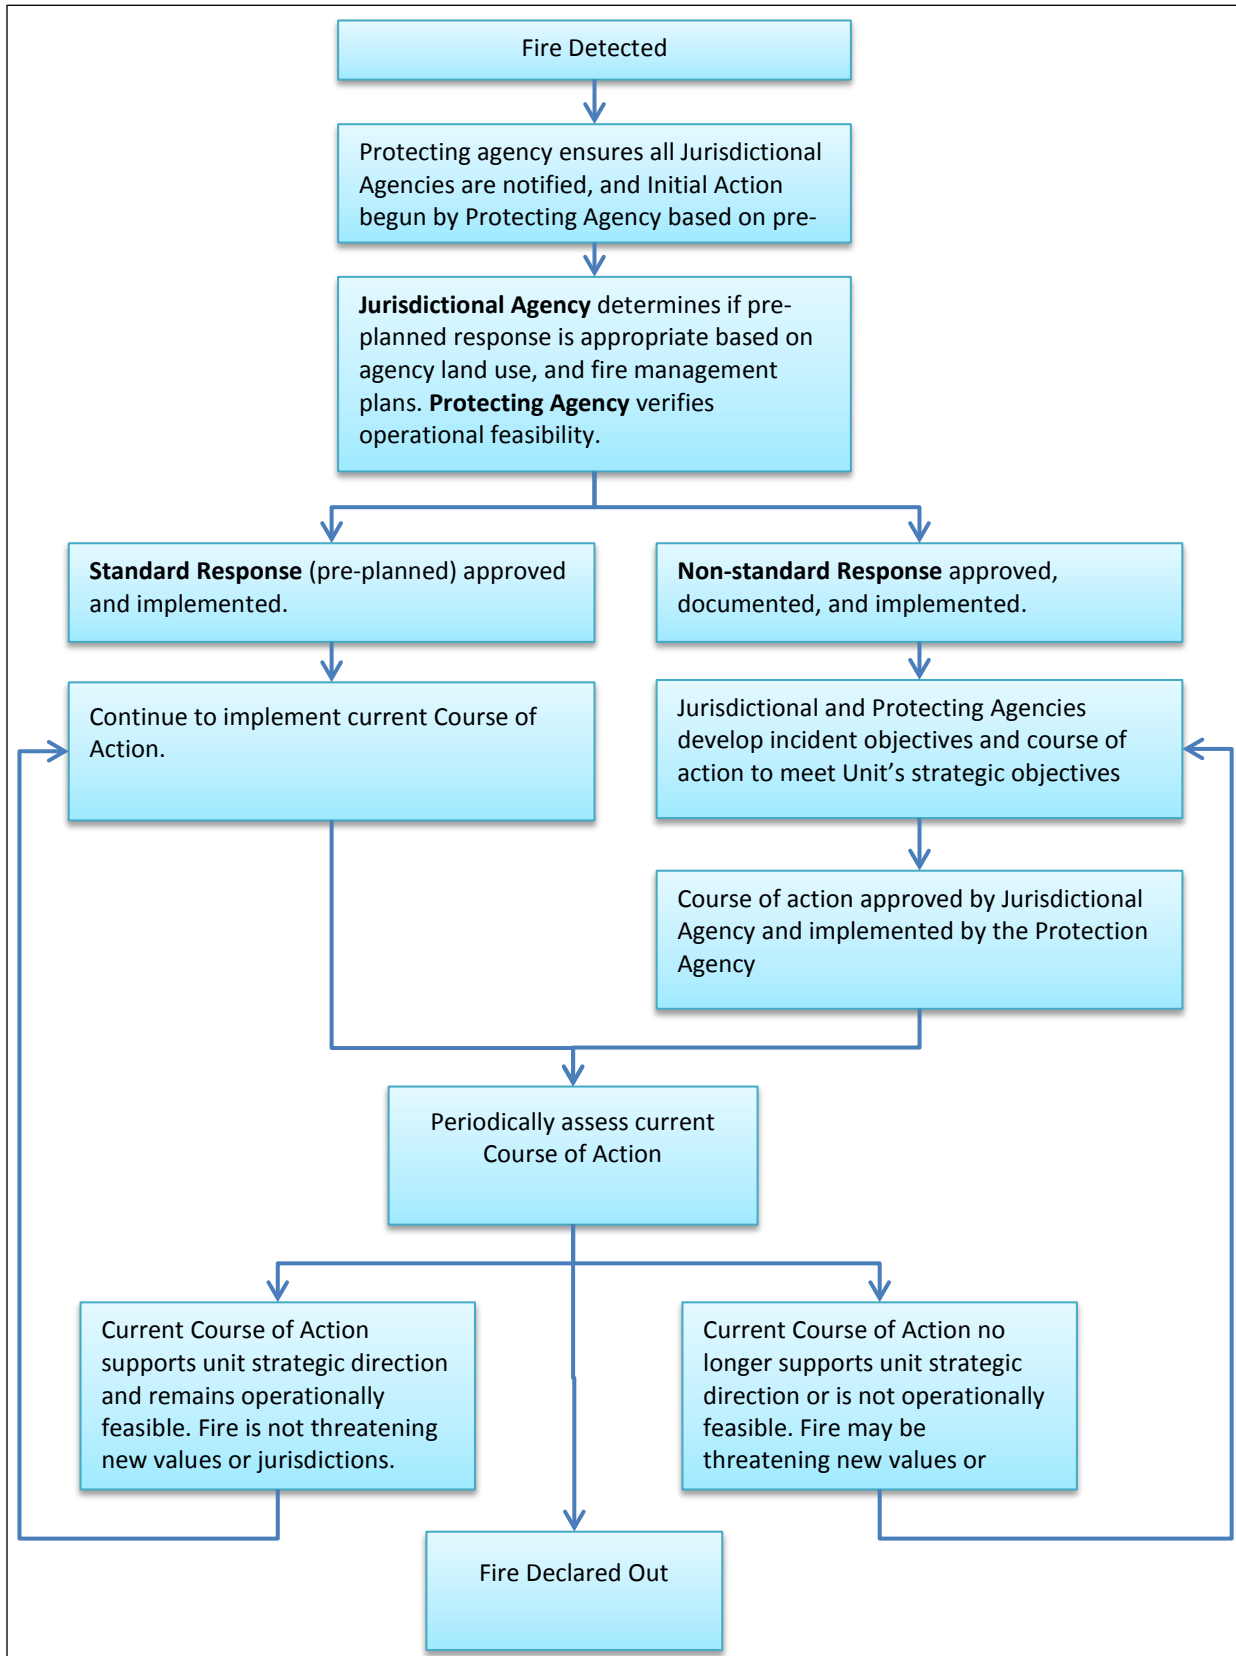 Fire Detected
Protecting agency ensures all Jurisdictional
Agencies are notified, and Initial Action
begun by Protecting Agency based on pre-
Jurisdictional Agency determines if pre-
planned response is appropriate based on
agency land use, and fire management
plans. Protecting Agency verifies
operational feasibility.
Standard Response (pre-planned) approved
and implemented.
Non-standard Response approved,
documented, and implemented.
Continue to implement current Course of
Action.
Jurisdictional and Protecting Agencies
develop incident objectives and course of
action to meet Unit’s strategic objectives
Course of action approved by Jurisdictional
Agency and implemented by the Protection
Agency
Periodically assess current
Course of Action
Current Course of Action
supports unit strategic direction
and remains operationally
feasible. Fire is not threatening
new values or jurisdictions.
Current Course of Action no
longer supports unit strategic
direction or is not operationally
feasible. Fire may be
threatening new values or
Fire Declared Out